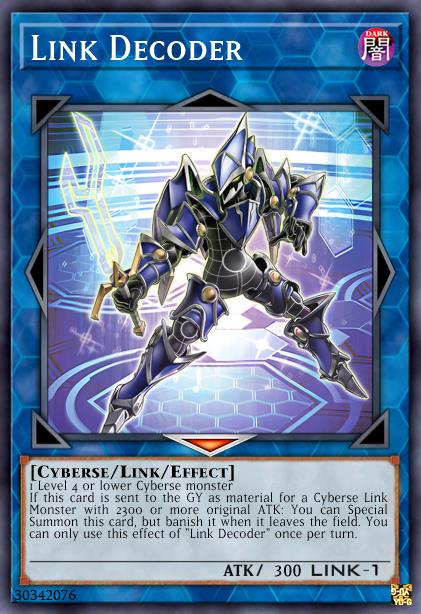 LINK DECODER
DARK
闇
[CYBERSE/LINK/EFFECT]
1 Level 4 or lower Cyberse monster
If this card is sent to the GY as material for a Cyberse Link
Monster with 2300 or more original ATK: You can Special
Summon this card, but banish it when it leaves the field. You
can only use this effect of "Link Decoder" once per turn.
ATK/ 300 LINK-1
30342076